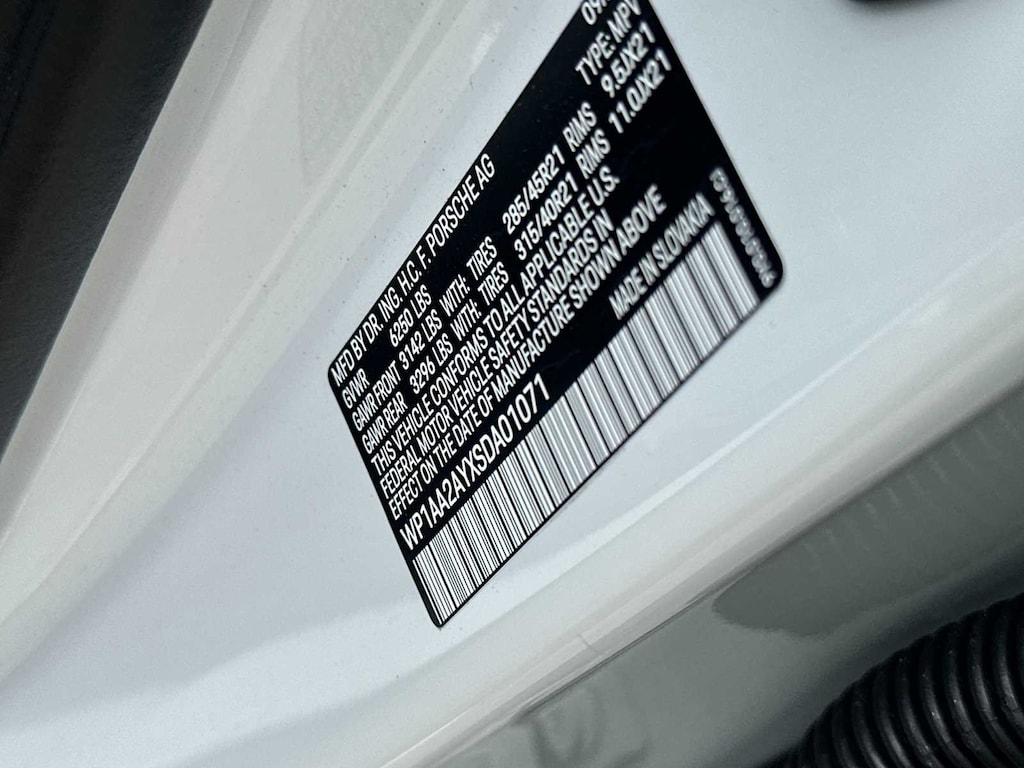 MFD BY DR. ING. H.C. F. PORSCHE AG
GVWR 6250 LBS TYPE: MPV
GAWR FRONT 3142 LBS WITH: TIRES 285/45R21 RIMS 9.5JX21
GAWR REAR 3296 LBS WITH: TIRES 315/40R21 RIMS 11.0JX21
THIS VEHICLE CONFORMS TO ALL APPLICABLE U.S.
FEDERAL MOTOR VEHICLE SAFETY STANDARDS IN
EFFECT ON THE DATE OF MANUFACTURE SHOWN ABOVE
WP1AA2AYXSDA01071 MADE IN SLOVAKIA